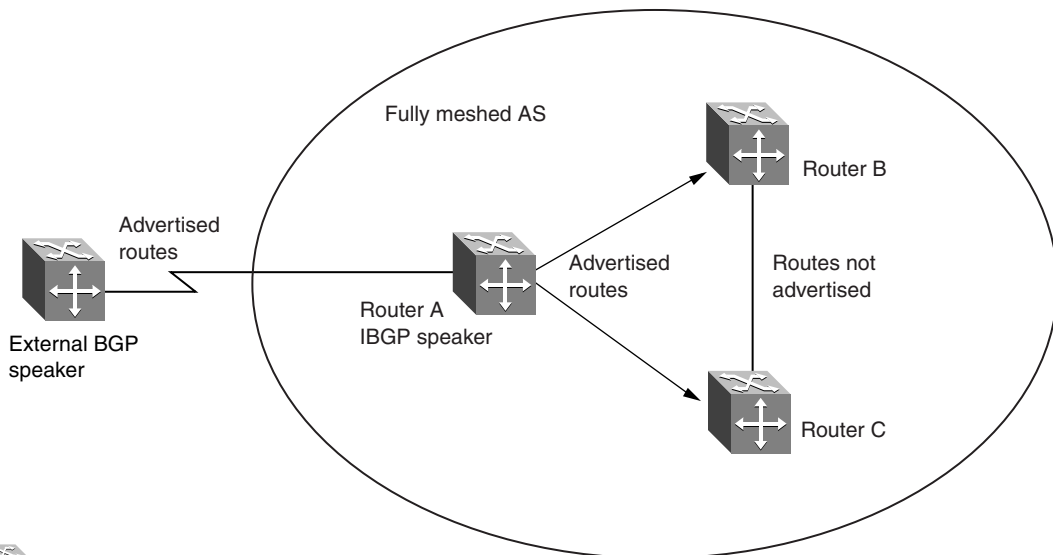 Fully meshed AS
Router B
Advertised
routes
Advertised
routes
Routes not
advertised
Router A
IBGP speaker
External BGP
speaker
Router C